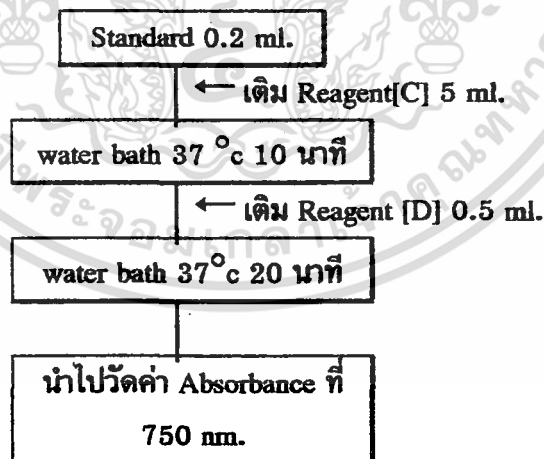 Standard 0.2 ml.
← เติม Reagent[C] 5 ml.
water bath 37 °c 10 นาที
← เติม Reagent [D] 0.5 ml.
water bath 37°c 20 นาที
นำไปวัดค่า Absorbance ที่
750 nm.